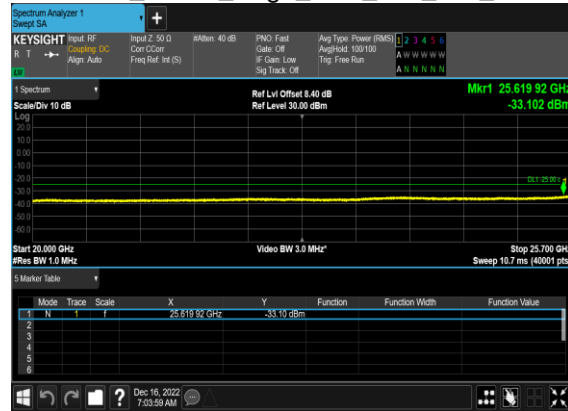 Spectrum Analyzer 1
Swept SA
+
KEYSIGHT
R T
LW
Input: RF
Coupling: DC
Align: Auto
Input Z: 50 Ω
Corr CCorr
Freq Ref: Int (S)
#Atten: 40 dB
PNO: Fast
Gate: Off
IF Gain: Low
Sig Track: Off
Avg Type: Power (RMS)
Avg|Hold: 100/100
Trig: Free Run
1 2 3 4 5 6
A W W W W W
A N N N N N
1 Spectrum
Scale/Div 10 dB
Log
Ref Lvl Offset 8.40 dB
Ref Level 30.00 dBm
Mkr1 25.619 92 GHz
-33.102 dBm
20.0
10.0
0.00
-10.0
-20.0
-30.0
-40.0
-50.0
-60.0
DL1 -25.00
1
Start 20.000 GHz
#Res BW 1.0 MHz
Video BW 3.0 MHz*
Stop 25.700 GHz
Sweep 10.7 ms (40001 pts
5 Marker Table
Mode Trace Scale X Y Function Function Width Function Value
1 N 1 f 25.619 92 GHz -33.10 dBm
2
3
4
5
6
?
Dec 16, 2022
7:03:59 AM